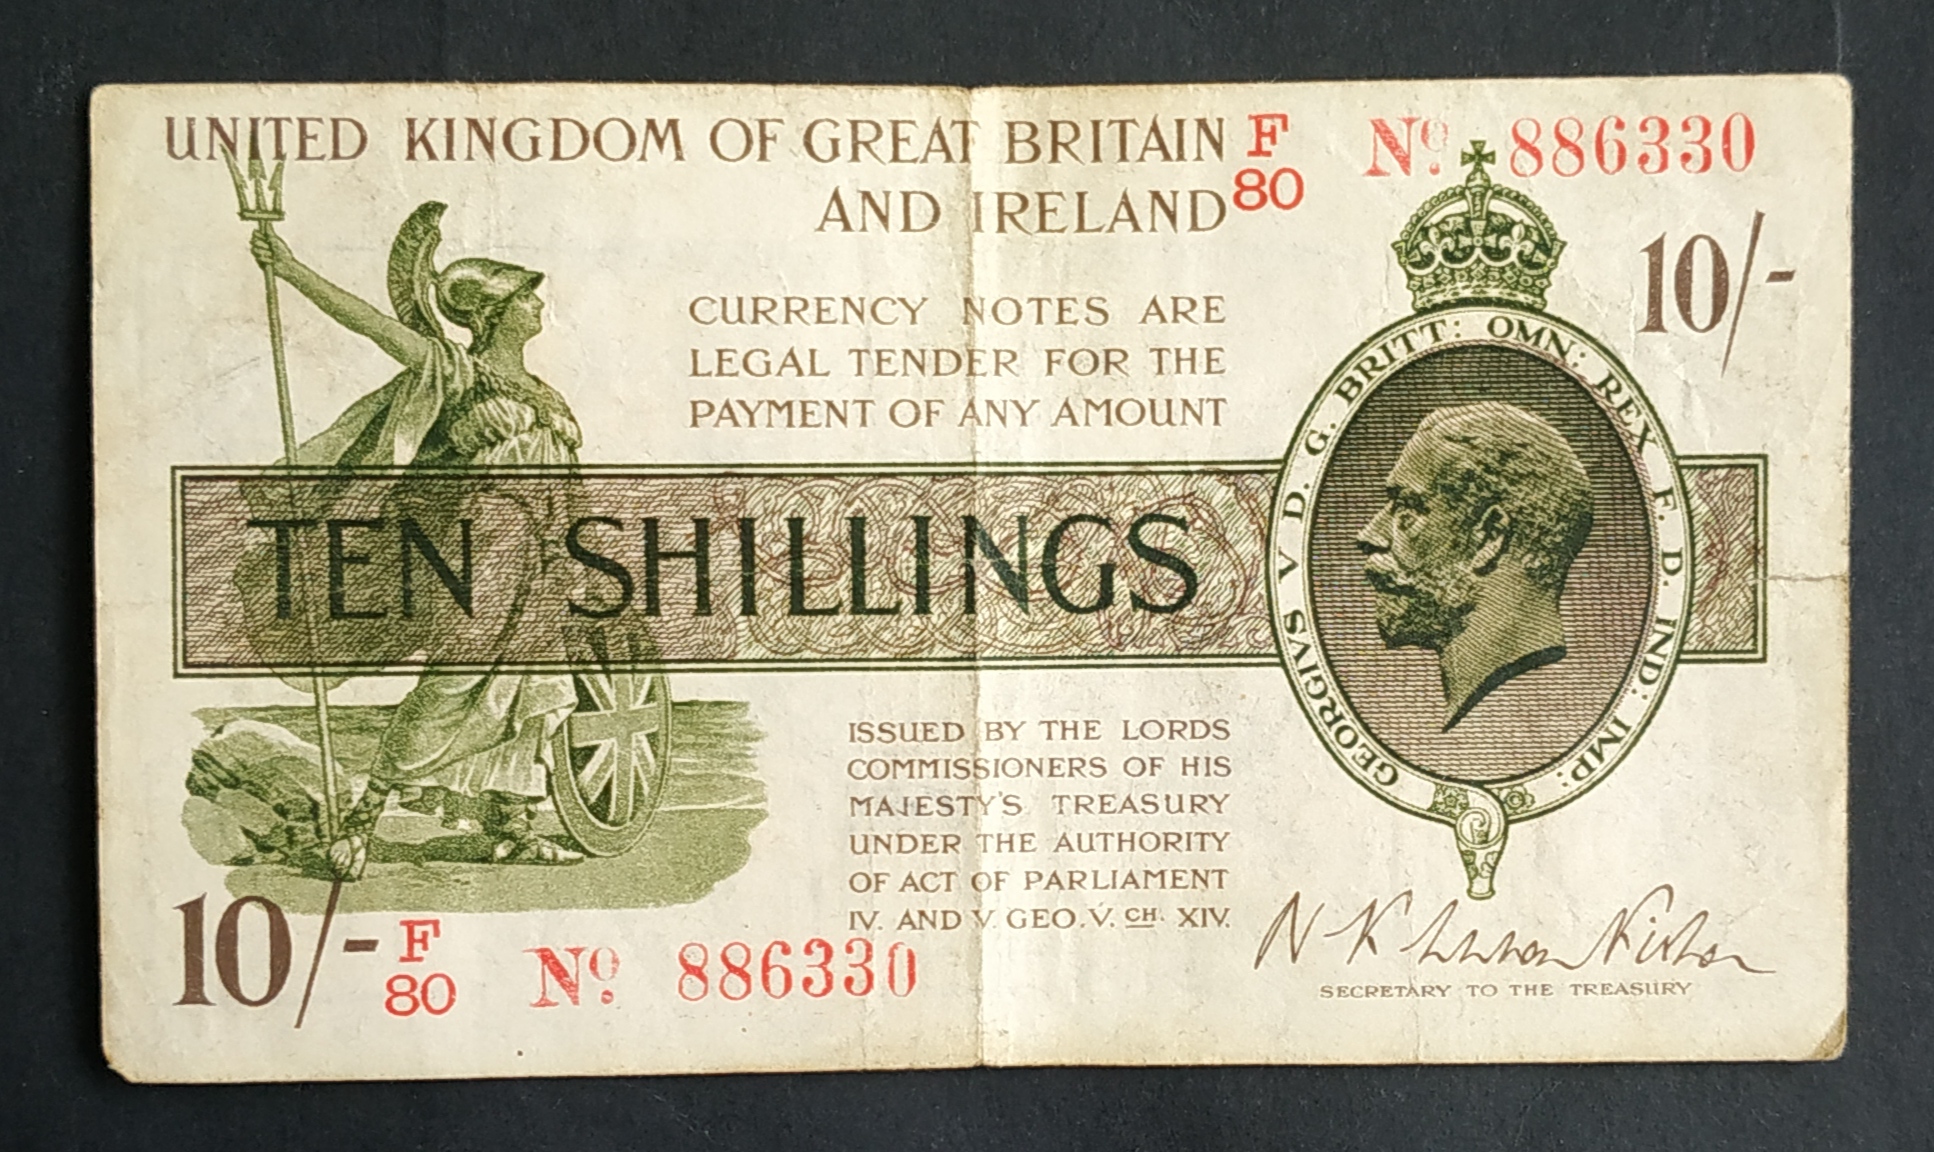 UNITED KINGDOM OF GREAT BRITAIN
AND IRELAND
F
80
Nº 886330
10/-
CURRENCY NOTES ARE
LEGAL TENDER FOR THE
PAYMENT OF ANY AMOUNT
TEN SHILLINGS
GEORGIVS V D. G. BRITT: OMN: REX F. D. IND: IMP:
ISSUED BY THE LORDS
COMMISSIONERS OF HIS
MAJESTY'S TREASURY
UNDER THE AUTHORITY
OF ACT OF PARLIAMENT
IV. AND V. GEO. V. CH. XIV.
10/-
F
80
Nº 886330
SECRETARY TO THE TREASURY